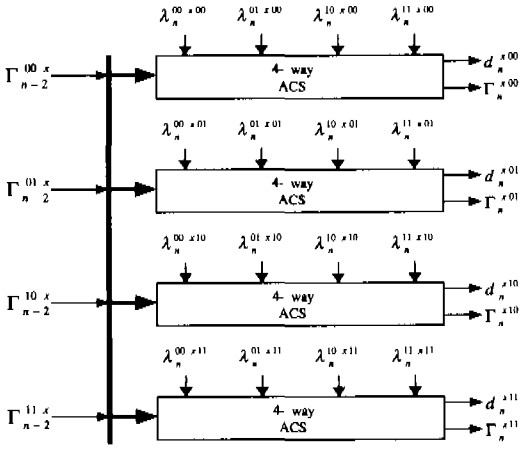 λ_n^{00 x00} λ_n^{01 x00} λ_n^{10 x00} λ_n^{11 x00}
Γ_{n-2}^{00 x} 4- way ACS d_n^{x00} Γ_n^{x00}
λ_n^{00 x01} λ_n^{01 x01} λ_n^{10 x01} λ_n^{11 x01}
Γ_{n 2}^{01 x} 4- way ACS d_n^{x01} Γ_n^{x01}
λ_n^{00 x10} λ_n^{01 x10} λ_n^{10 x10} λ_n^{11 x10}
Γ_{n-2}^{10 x} 4- way ACS d_n^{x10} Γ_n^{x10}
λ_n^{00 x11} λ_n^{01 x11} λ_n^{10 x11} λ_n^{11 x11}
Γ_{n-2}^{11 x} 4- way ACS d_n^{x11} Γ_n^{x11}